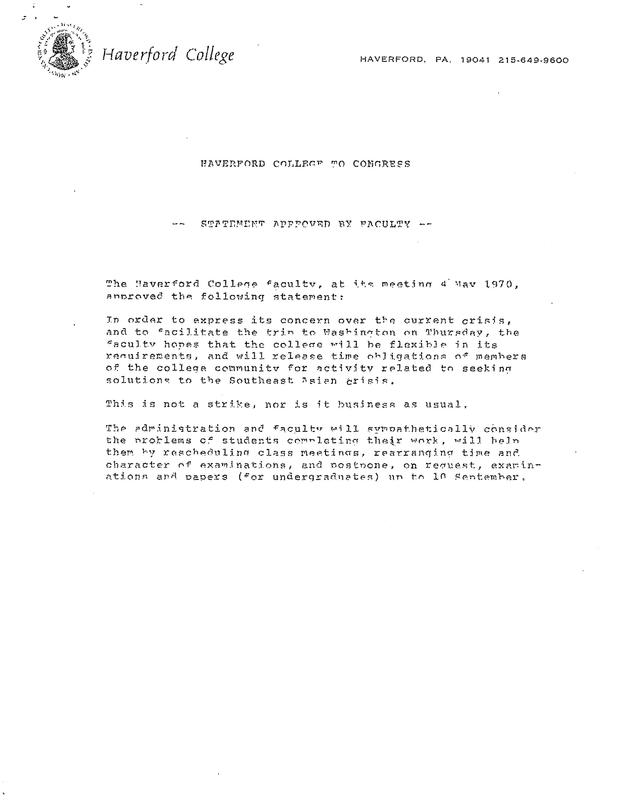 Haverford College
HAVERFORD, PA. 19041 215-649-9600
HAVERFORD COLLEGE TO CONGRESS
-- STATEMENT APPROVED BY FACULTY --
The Haverford College faculty, at its meeting 4 May 1970,
approved the following statement:
In order to express its concern over the current crisis,
and to facilitate the trip to Washington on Thursday, the
faculty hopes that the college will be flexible in its
requirements, and will release time obligations of members
of the college community for activity related to seeking
solutions to the Southeast Asian crisis.
This is not a strike, nor is it business as usual.
The administration and faculty will sympathetically consider
the problems of students completing their work, will help
them by rescheduling class meetings, rearranging time and
character of examinations, and postpone, on request, examin-
ations and papers (for undergraduates) up to 10 September.